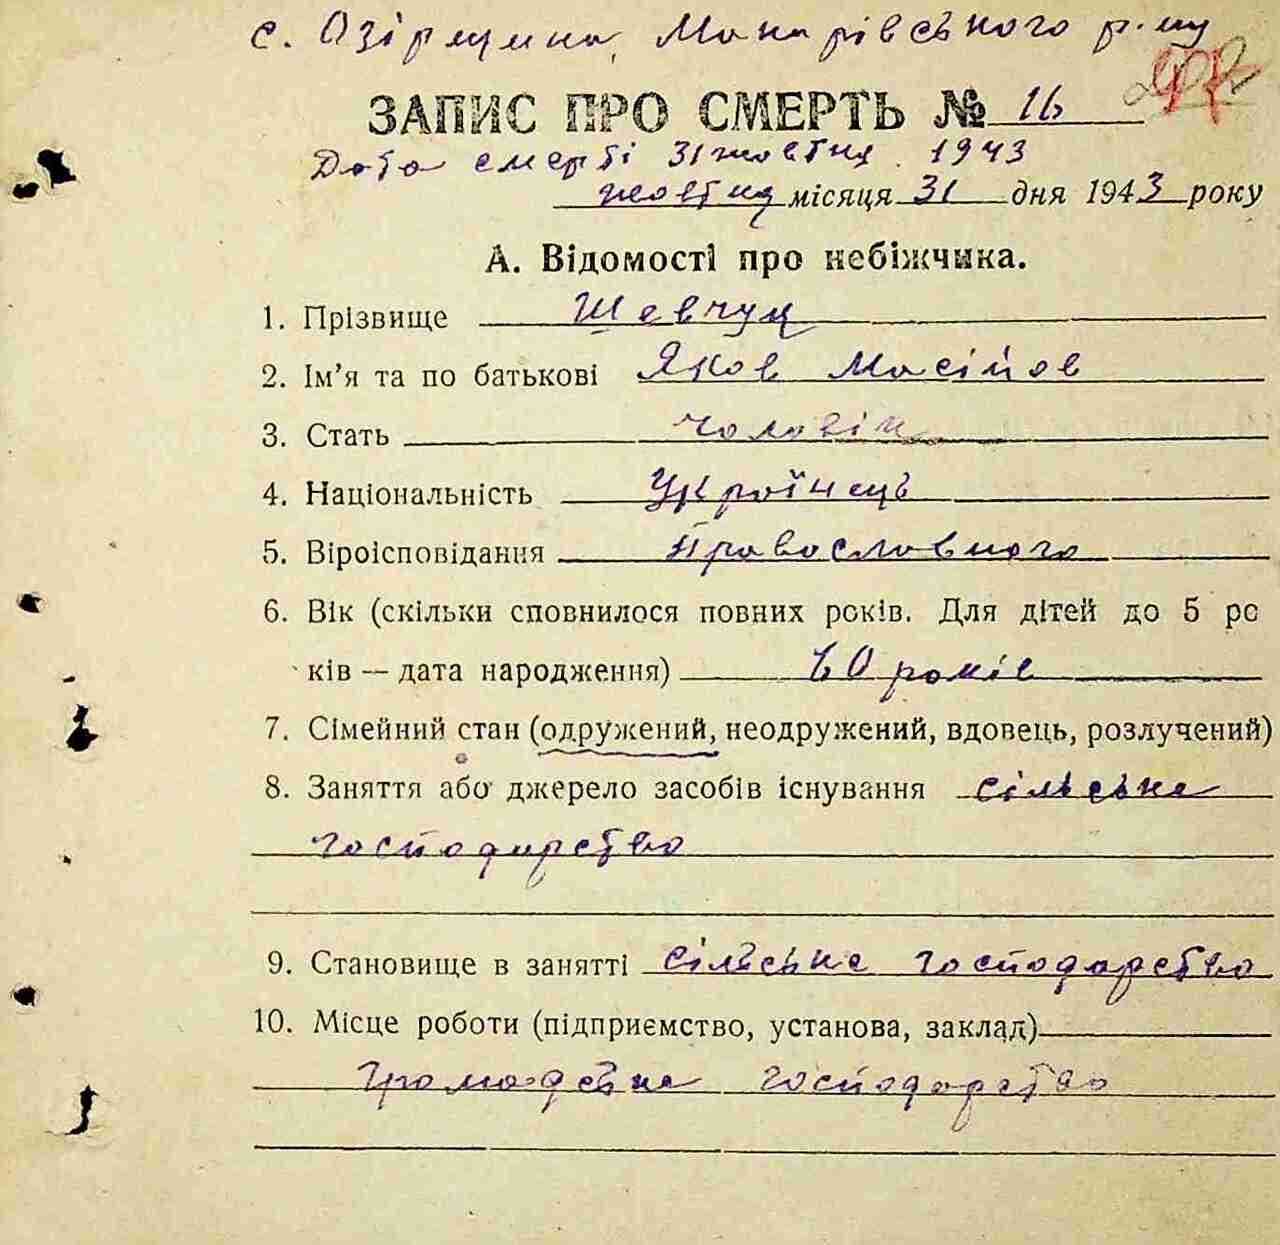 с. Озірщина, Макарівського р-ну
ЗАПИС ПРО СМЕРТЬ № 16
Дата смерті 31 жовтня 1943
жовтня місяця 31 дня 1943 року
А. Відомості про небіжчика.
1. Прізвище Шевчук
2. Ім'я та по батькові Яков Масійов
3. Стать чоловік
4. Національність Українець
5. Віроісповідання православного
6. Вік (скільки сповнилося повних років. Для дітей до 5 ро
ків — дата народження) 60 років
7. Сімейний стан (одружений, неодружений, вдовець, розлучений)
8. Заняття або джерело засобів існування сільське
господарство
9. Становище в занятті сільське господарство
10. Місце роботи (підприємство, установа, заклад)
громадське господарство